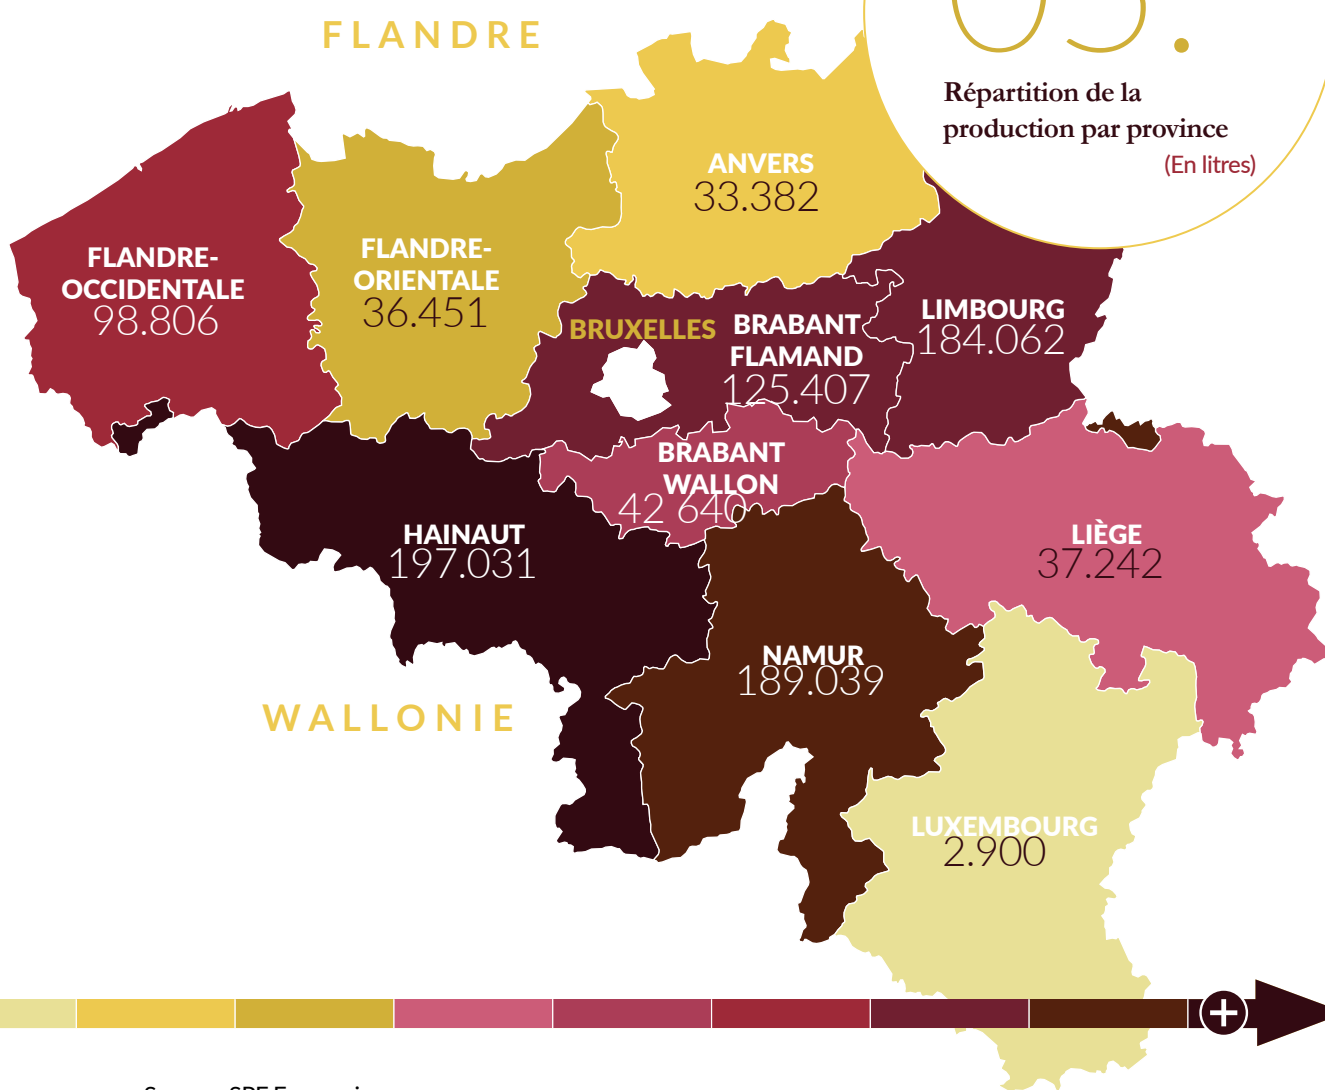 FLANDRE
03.
Répartition de la
production par province
(En litres)
ANVERS
33.382
FLANDRE-
OCCIDENTALE
98.806
FLANDRE-
ORIENTALE
36.451
BRUXELLES
BRABANT
FLAMAND
125.407
LIMBOURG
184.062
BRABANT
WALLON
42 640
HAINAUT
197.031
LIÈGE
37.242
NAMUR
189.039
WALLONIE
LUXEMBOURG
2.900
+